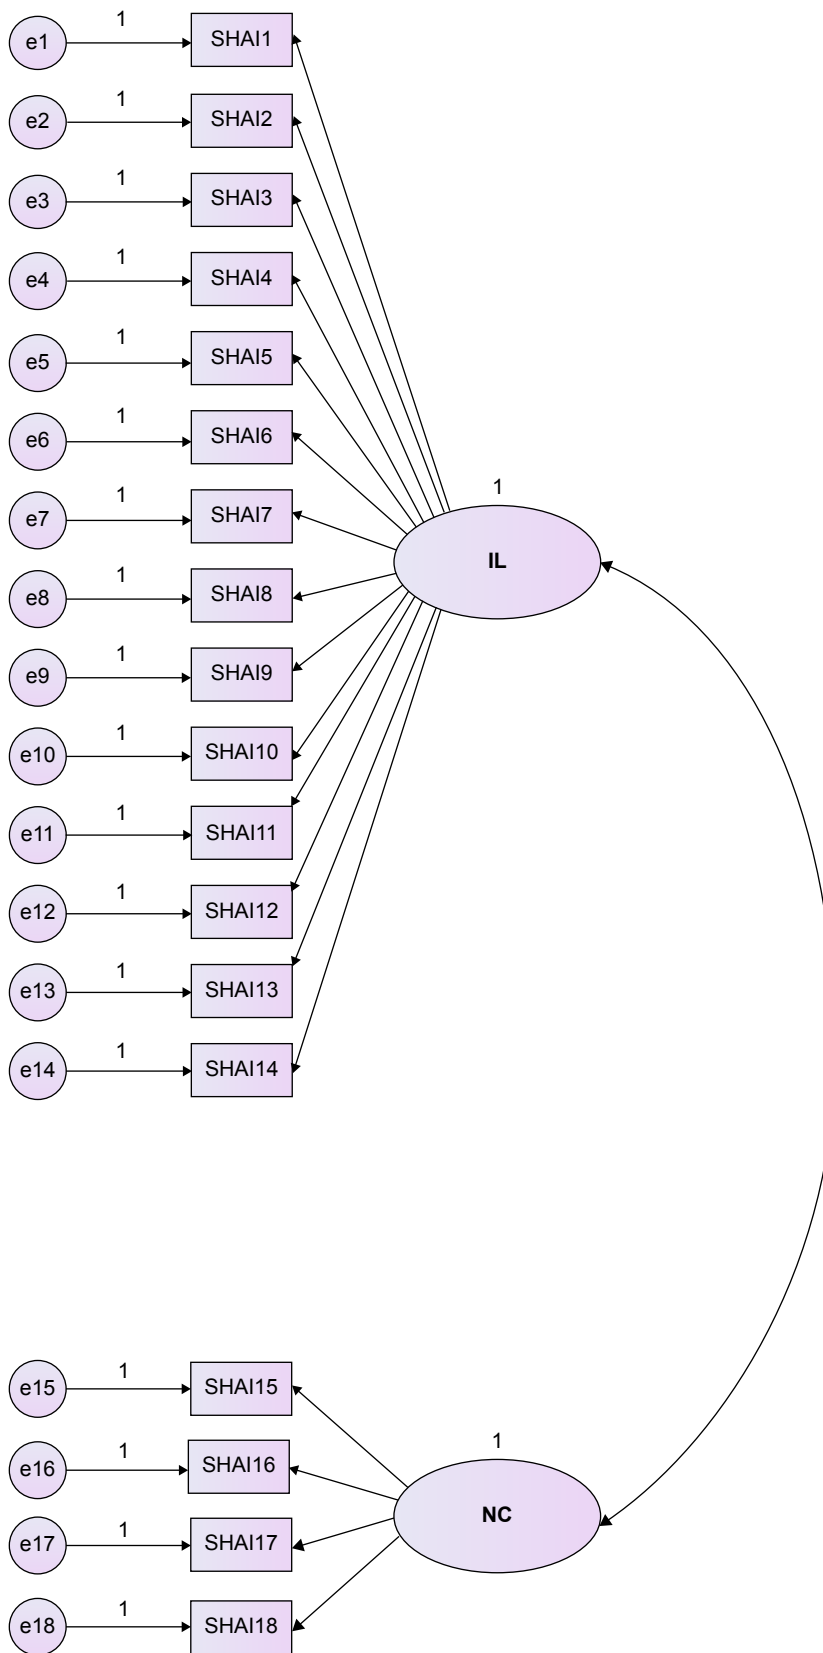 1
e1 SHAI1
1
e2 SHAI2
1
e3 SHAI3
1
e4 SHAI4
1
e5 SHAI5
1
e6 SHAI6
1
1
e7 SHAI7
IL
1
e8 SHAI8
1
e9 SHAI9
1
e10 SHAI10
1
e11 SHAI11
1
e12 SHAI12
1
e13 SHAI13
1
e14 SHAI14
1
e15 SHAI15
1
1
e16 SHAI16
NC
1
e17 SHAI17
1
e18 SHAI18